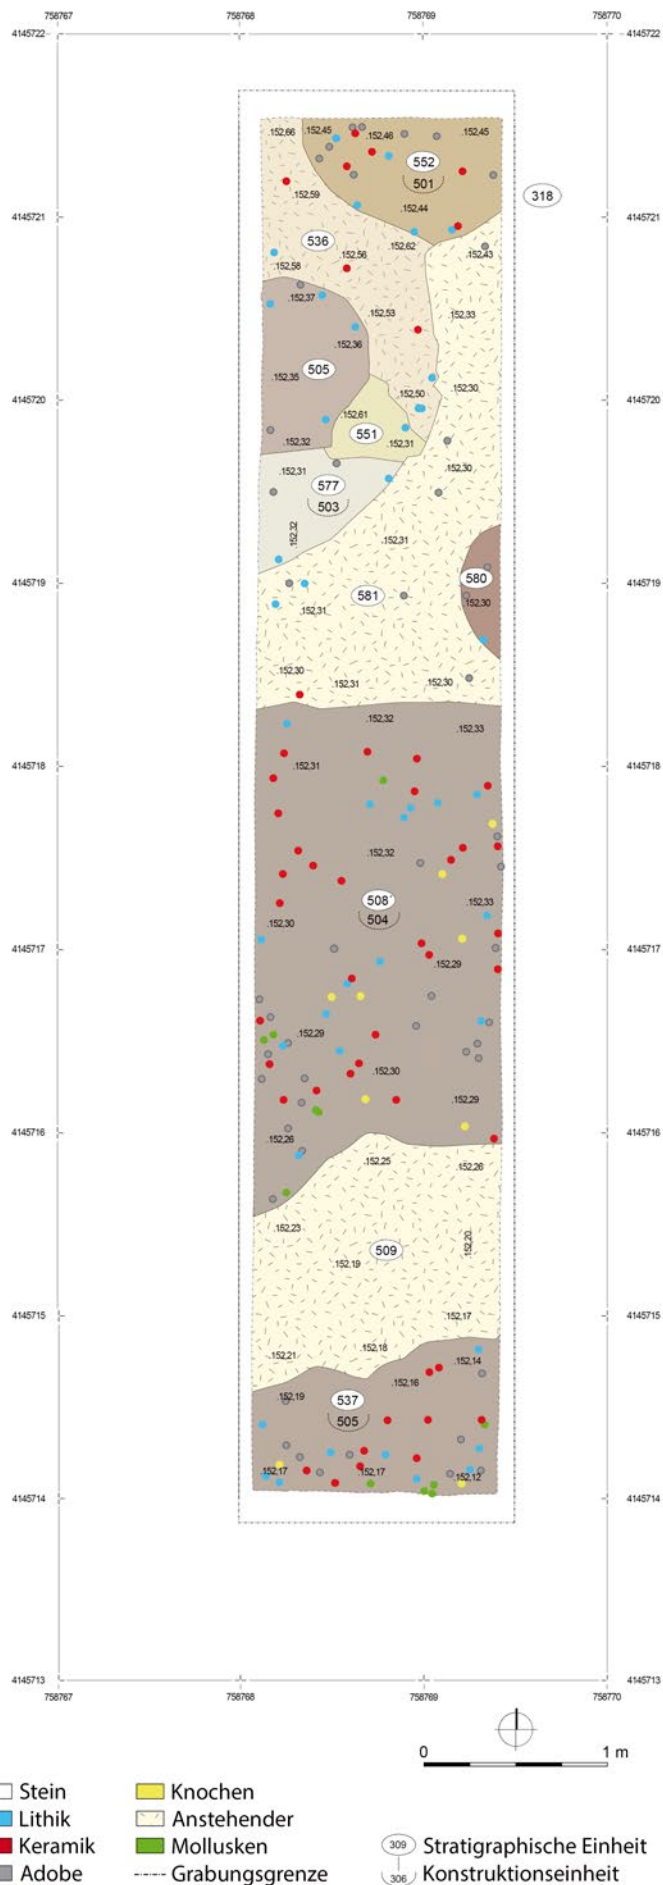 758767 758768 758769 758770
4145722 4145722
.152,66 .152,45 .152,46 .152,45
552
501
.152,59
318
4145721 .152,44 4145721
536
.152,56 .152,62 .152,43
.152,58
.152,37
.152,53 .152,33
.152,36
505
.152,35
.152,30
4145720 .152,50 4145720
.152,61
551
.152,32 .152,31
.152,31 .152,30
577
503
.152,32
.152,31
4145719 580 4145719
581 .152,30
.152,31
.152,30 .152,31 .152,30
.152,32 .152,33
4145718 .152,31 4145718
.152,32
508
504
.152,33
.152,30
4145717 4145717
.152,29
.152,29
.152,30
.152,29
4145716 .152,26 4145716
.152,25 .152,26
.152,23
509 .152,20
.152,19
4145715 .152,17 4145715
.152,21 .152,18
.152,14
.152,19 .152,16
537
505
.152,17 .152,17 .152,12
4145714 4145714
4145713 4145713
758767 758768 758769 758770
0 1 m
Stein Knochen
Lithik Anstehender
Keramik Mollusken 309 Stratigraphische Einheit
Adobe Grabungsgrenze 306 Konstruktionseinheit